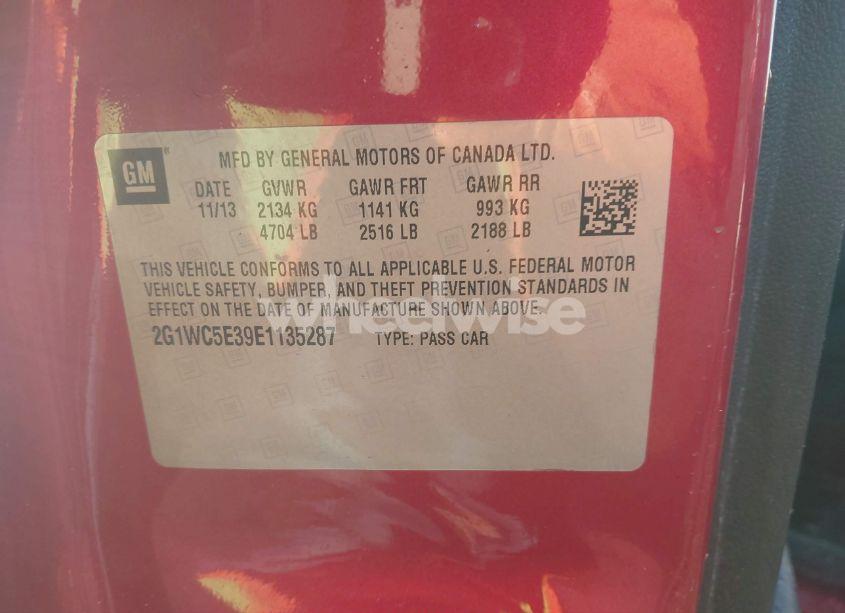 GM
MFD BY GENERAL MOTORS OF CANADA LTD.
DATE GVWR GAWR FRT GAWR RR
11/13 2134 KG 1141 KG 993 KG
4704 LB 2516 LB 2188 LB
THIS VEHICLE CONFORMS TO ALL APPLICABLE U.S. FEDERAL MOTOR
VEHICLE SAFETY, BUMPER, AND THEFT PREVENTION STANDARDS IN
EFFECT ON THE DATE OF MANUFACTURE SHOWN ABOVE.
wheelwise
2G1WC5E39E1135287 TYPE: PASS CAR